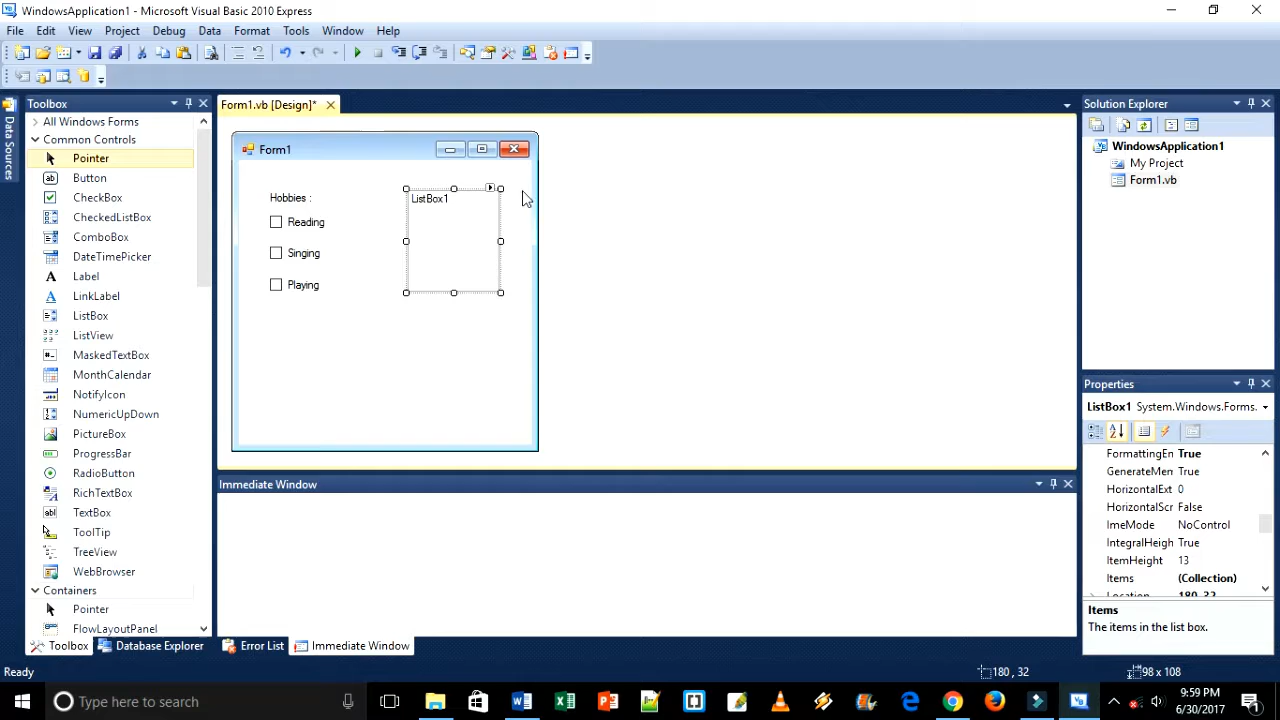 WindowsApplication1 - Microsoft Visual Basic 2010 Express
File Edit View Project Debug Data Format Tools Window Help
Data Sources
Toolbox
All Windows Forms
Common Controls
Pointer
Button
CheckBox
CheckedListBox
ComboBox
DateTimePicker
Label
LinkLabel
ListBox
ListView
MaskedTextBox
MonthCalendar
NotifyIcon
NumericUpDown
PictureBox
ProgressBar
RadioButton
RichTextBox
TextBox
ToolTip
TreeView
WebBrowser
Containers
Pointer
FlowLayoutPanel
Toolbox Database Explorer
Form1.vb [Design]*
Form1
Hobbies :
Reading
Singing
Playing
ListBox1
Immediate Window
Error List Immediate Window
Solution Explorer
WindowsApplication1
My Project
Form1.vb
Properties
ListBox1 System.Windows.Forms.
FormattingEn True
GenerateMen True
HorizontalExt 0
HorizontalScr False
ImeMode NoControl
IntegralHeigh True
ItemHeight 13
Items (Collection)
Location 180, 32
Items
The items in the list box.
Ready 180 , 32 98 x 108
Type here to search
9:59 PM
6/30/2017